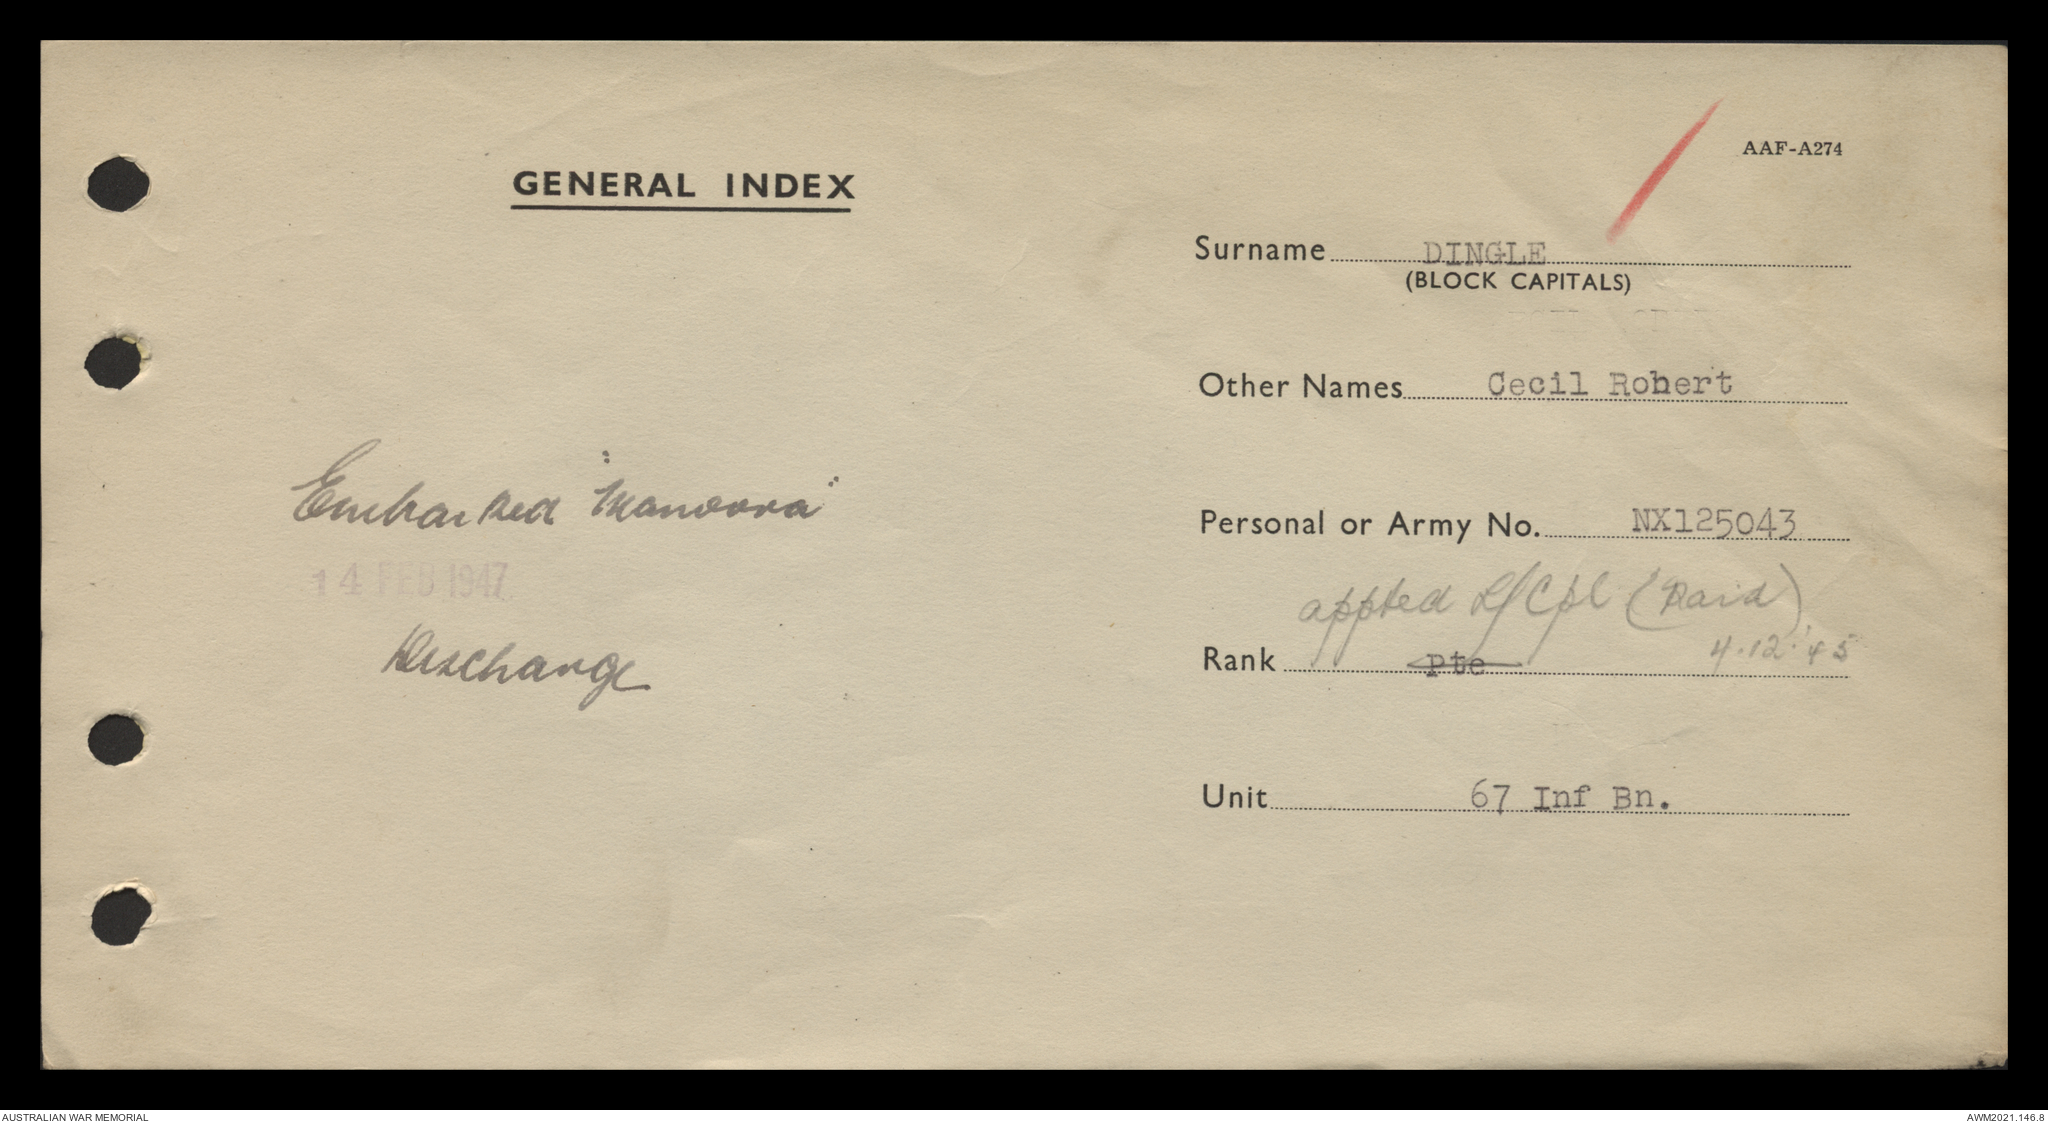 AAF-A274
GENERAL INDEX
Surname DINGLE
(BLOCK CAPITALS)
Other Names Cecil Robert
Embarked "Manoora"
Personal or Army No. NX125043
14 FEB 1947
appted L/Cpl (Paid)
4.12.'45
Discharge
Rank Pte
Unit 67 Inf Bn.
AUSTRALIAN WAR MEMORIAL
AWM2021.146.8